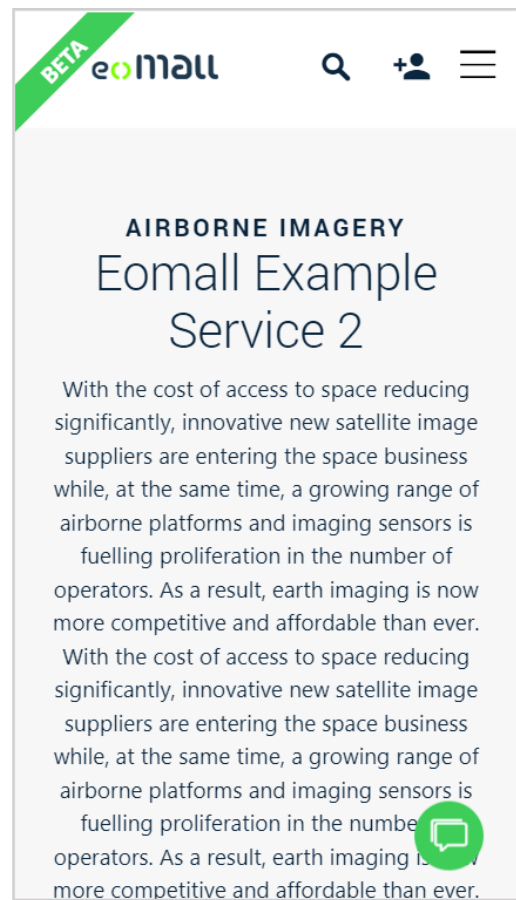 BETA
eomall
AIRBORNE IMAGERY
Eomall Example
Service 2
With the cost of access to space reducing
significantly, innovative new satellite image
suppliers are entering the space business
while, at the same time, a growing range of
airborne platforms and imaging sensors is
fuelling proliferation in the number of
operators. As a result, earth imaging is now
more competitive and affordable than ever.
With the cost of access to space reducing
significantly, innovative new satellite image
suppliers are entering the space business
while, at the same time, a growing range of
airborne platforms and imaging sensors is
fuelling proliferation in the
operators. As a result, earth imaging
more competitive and affordable than ever.